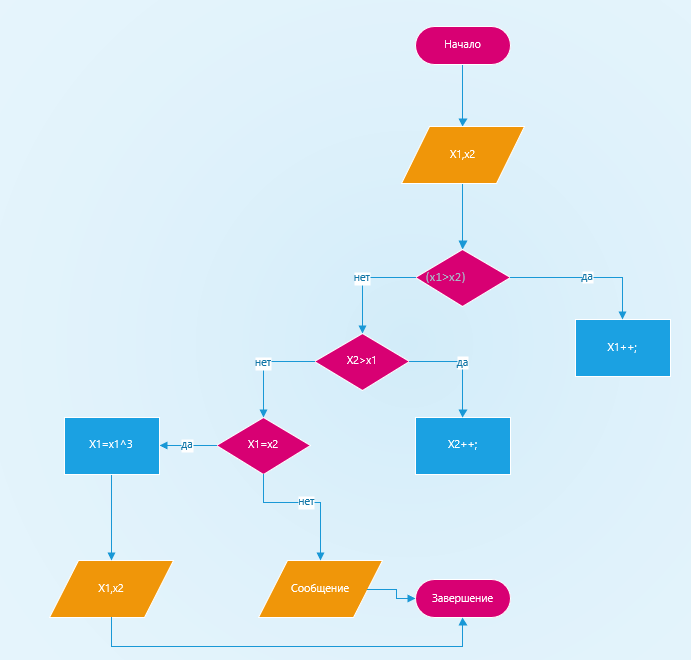 Начало
X1,x2
(x1>x2)
нет
да
X1++;
X2>x1
нет
да
X1=x1^3
да
X1=x2
X2++;
нет
X1,x2
Сообщение
Завершение